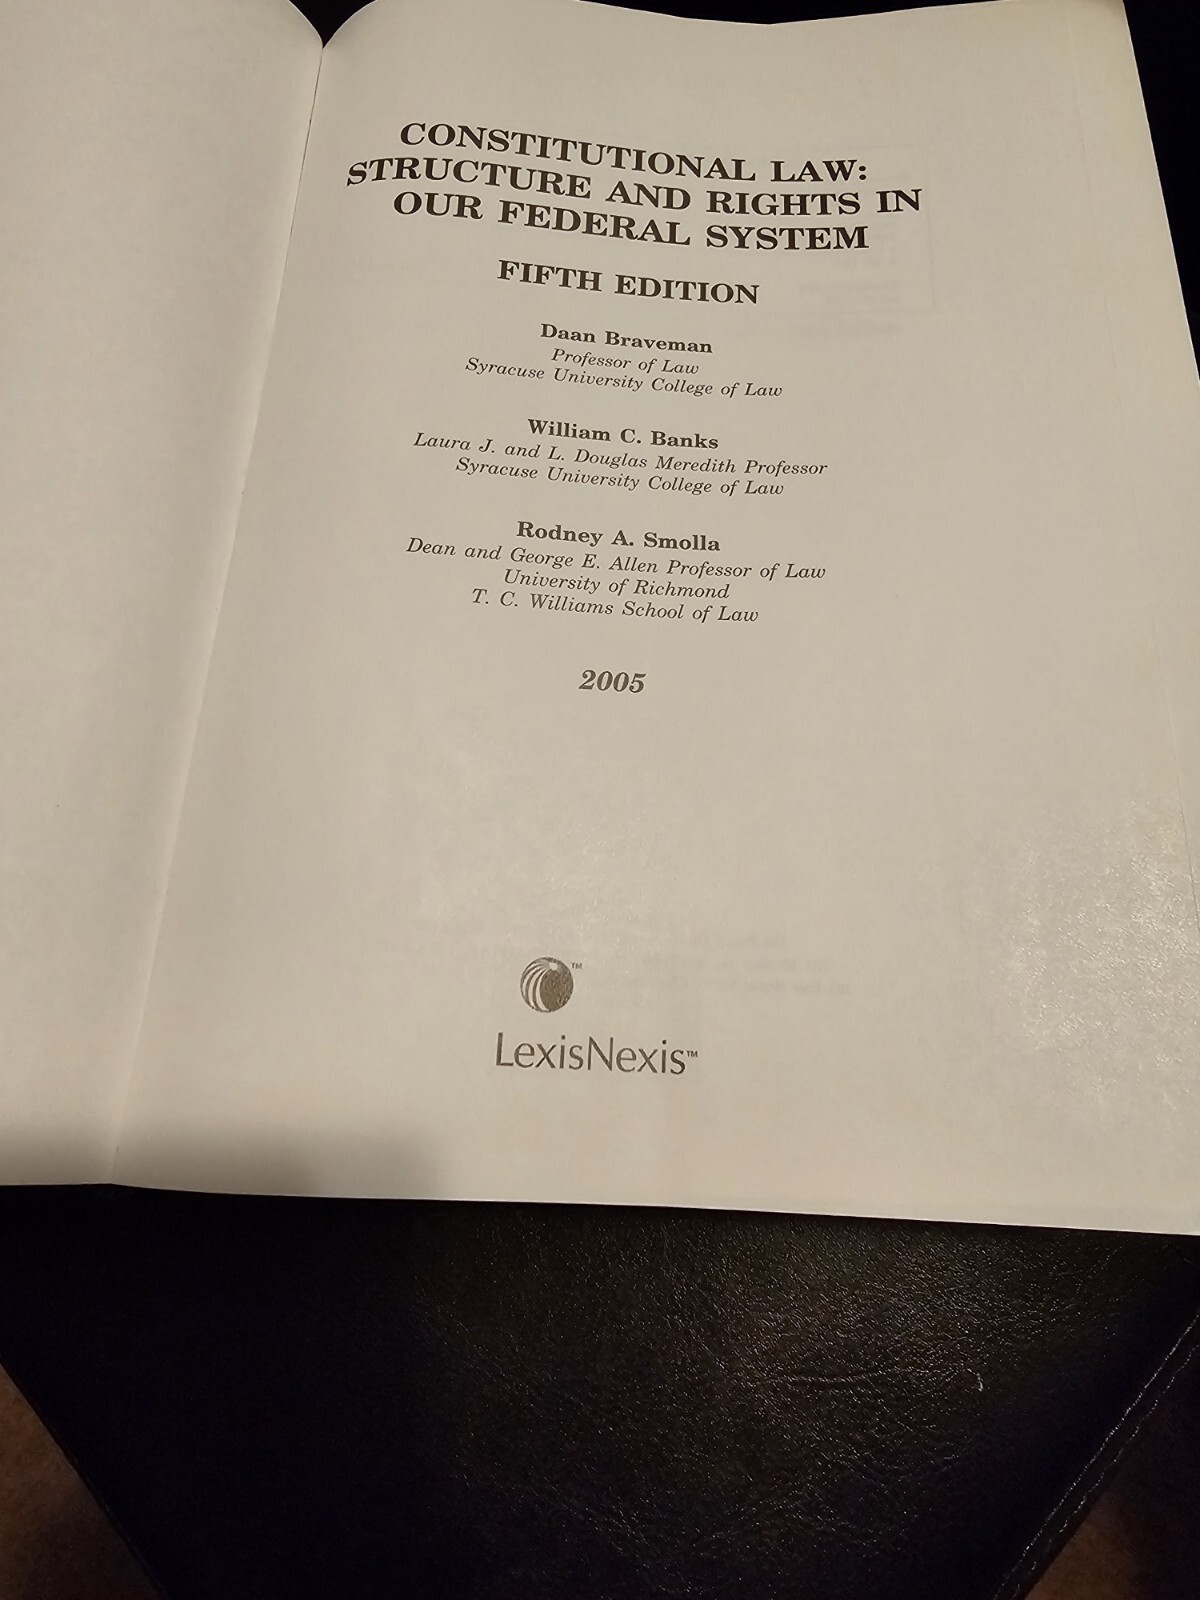 CONSTITUTIONAL LAW:
STRUCTURE AND RIGHTS IN
OUR FEDERAL SYSTEM
FIFTH EDITION
Daan Braveman
Professor of Law
Syracuse University College of Law
William C. Banks
Laura J. and L. Douglas Meredith Professor
Syracuse University College of Law
Rodney A. Smolla
Dean and George E. Allen Professor of Law
University of Richmond
T. C. Williams School of Law
2005
TM
LexisNexis™